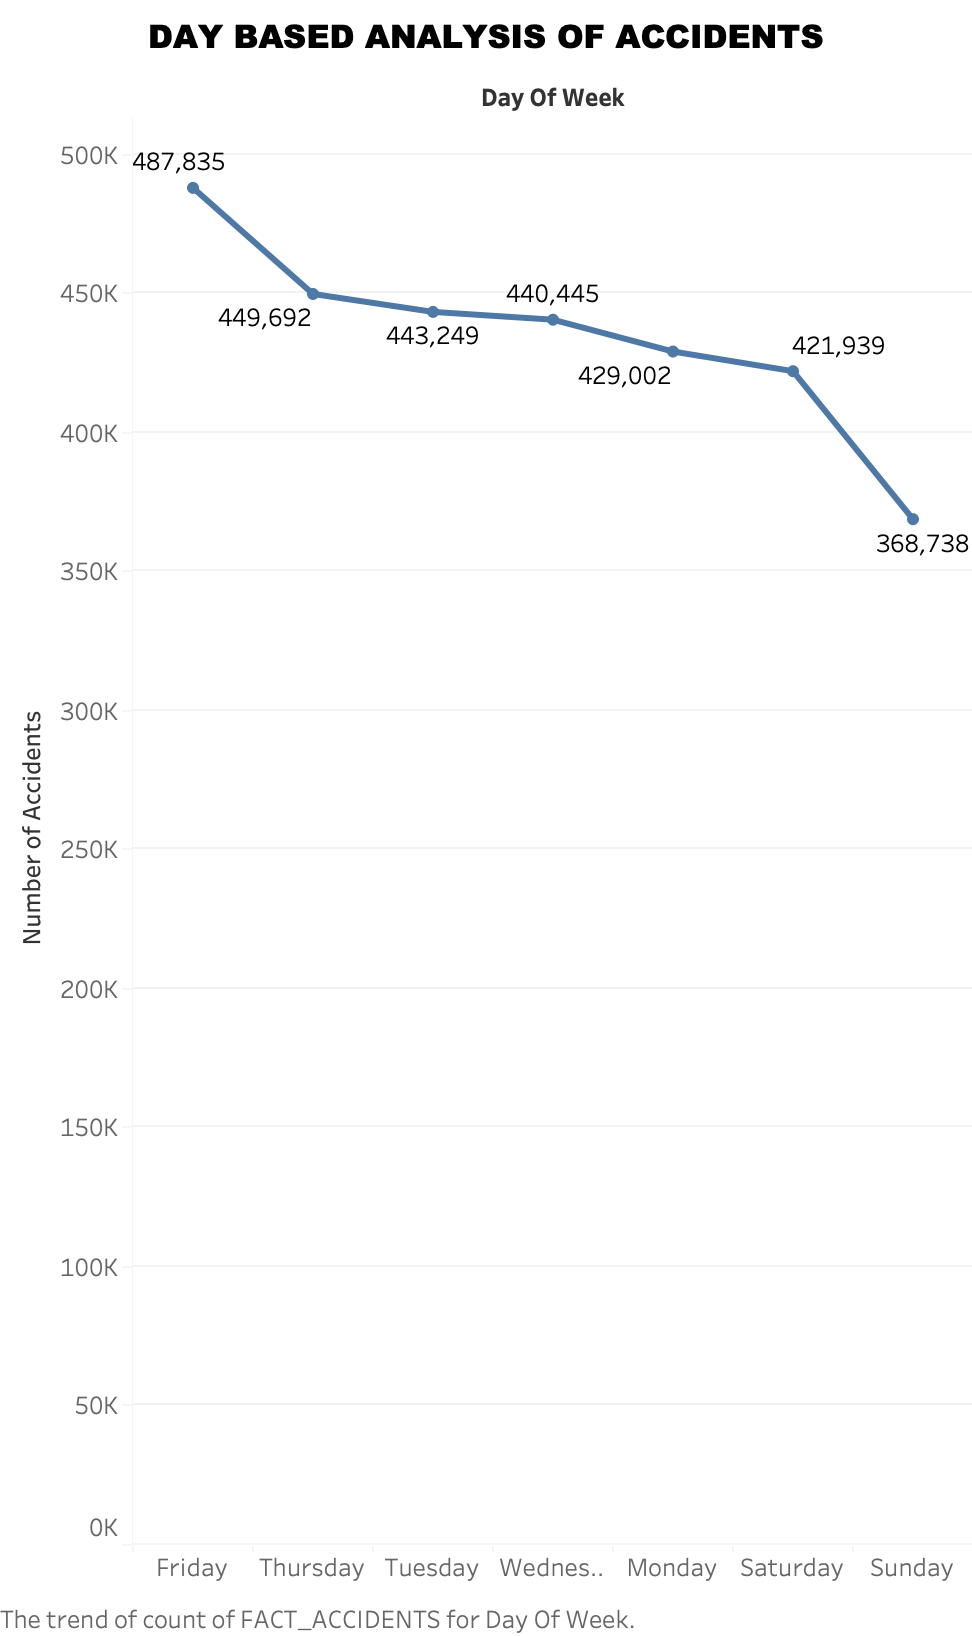 DAY BASED ANALYSIS OF ACCIDENTS
Day Of Week
500K
487,835
450K
440,445
449,692
443,249
421,939
429,002
400K
368,738
350K
Number of Accidents
300K
250K
200K
150K
100K
50K
0K
Friday Thursday Tuesday Wednes.. Monday Saturday Sunday
The trend of count of FACT_ACCIDENTS for Day Of Week.